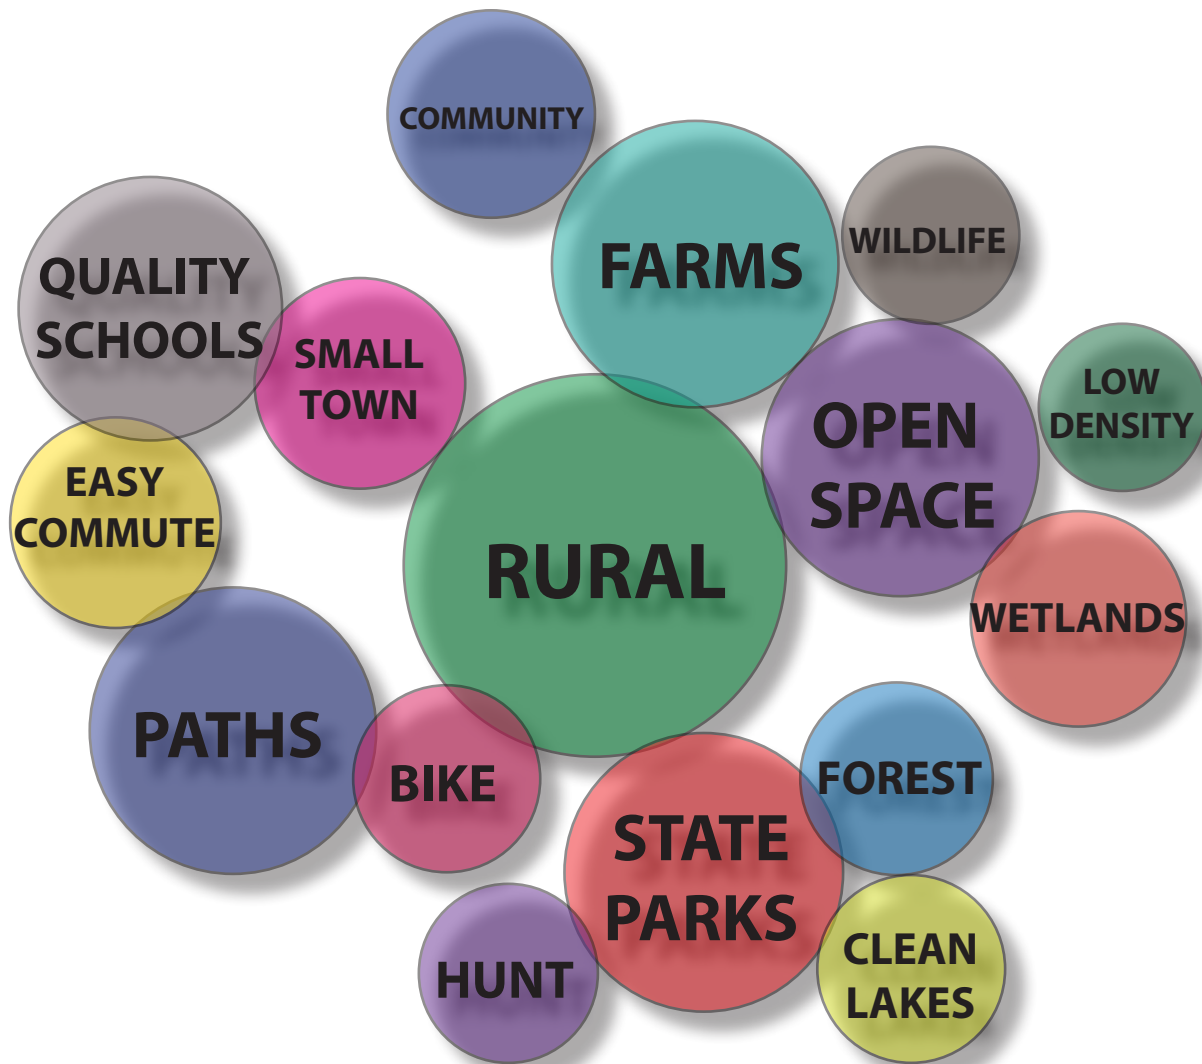 COMMUNITY
FARMS
WILDLIFE
QUALITY
SCHOOLS
SMALL
TOWN
OPEN
SPACE
LOW
DENSITY
EASY
COMMUTE
RURAL
WETLANDS
PATHS
BIKE
STATE
PARKS
FOREST
HUNT
CLEAN
LAKES